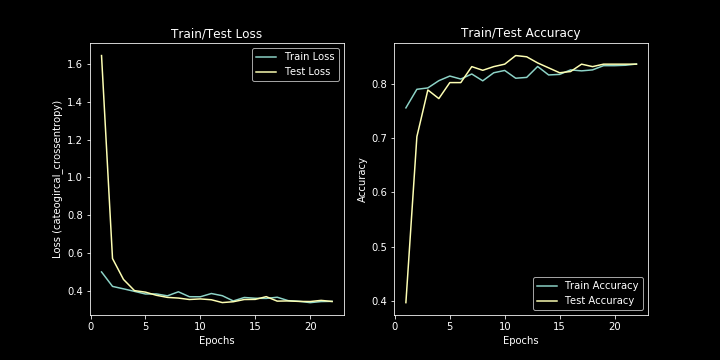 Train/Test Loss
Train Loss
Test Loss
Loss (cateogircal_crossentropy)
1.6
1.4
1.2
1.0
0.8
0.6
0.4
0
5
10
15
20
Epochs
Train/Test Accuracy
Accuracy
0.8
0.7
0.6
0.5
0.4
Train Accuracy
Test Accuracy
0
5
10
15
20
Epochs